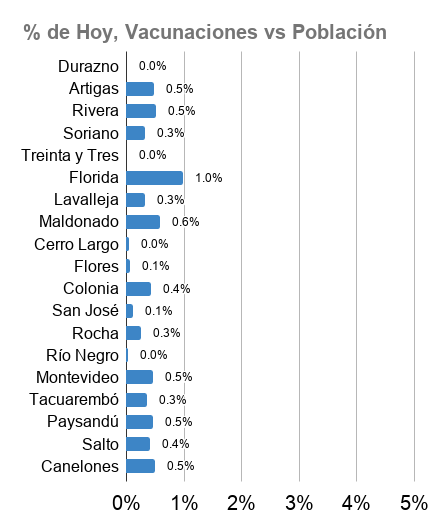 % de Hoy, Vacunaciones vs Población
Durazno 0.0%
Artigas 0.5%
Rivera 0.5%
Soriano 0.3%
Treinta y Tres 0.0%
Florida 1.0%
Lavalleja 0.3%
Maldonado 0.6%
Cerro Largo 0.0%
Flores 0.1%
Colonia 0.4%
San José 0.1%
Rocha 0.3%
Río Negro 0.0%
Montevideo 0.5%
Tacuarembó 0.3%
Paysandú 0.5%
Salto 0.4%
Canelones 0.5%
0% 1% 2% 3% 4% 5%